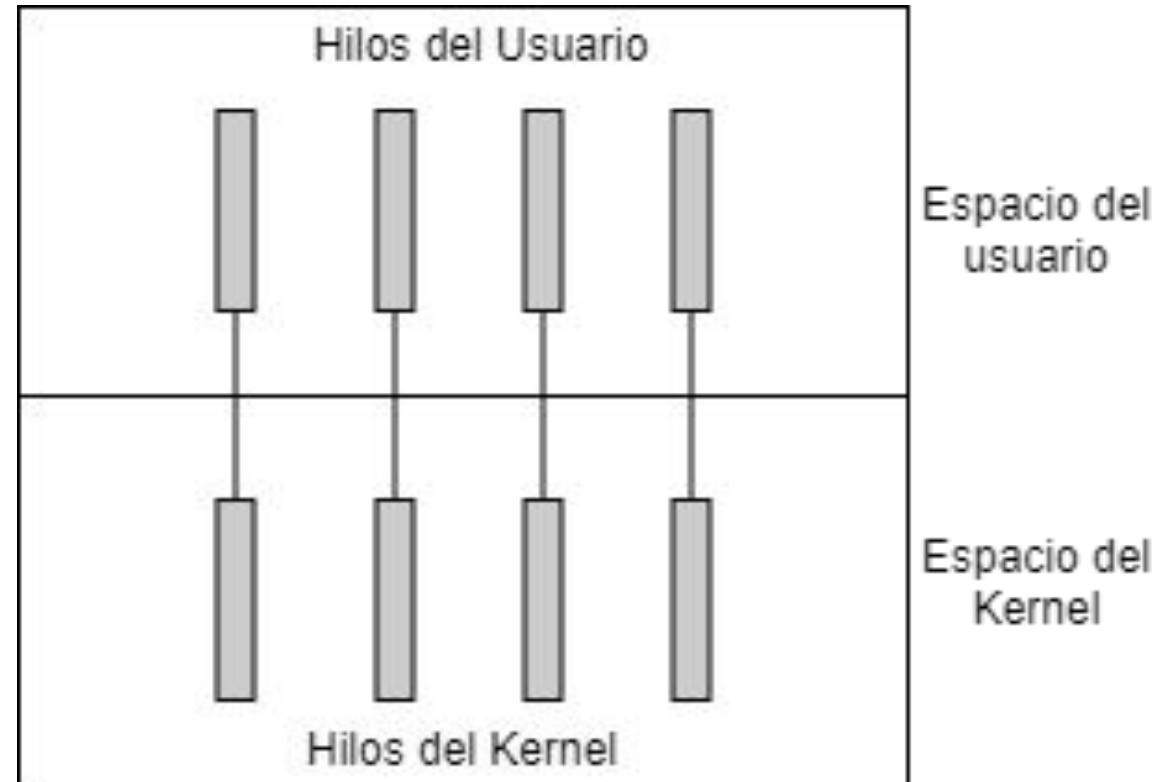 Hilos del Usuario
Espacio del
usuario
Espacio del
Kernel
Hilos del Kernel